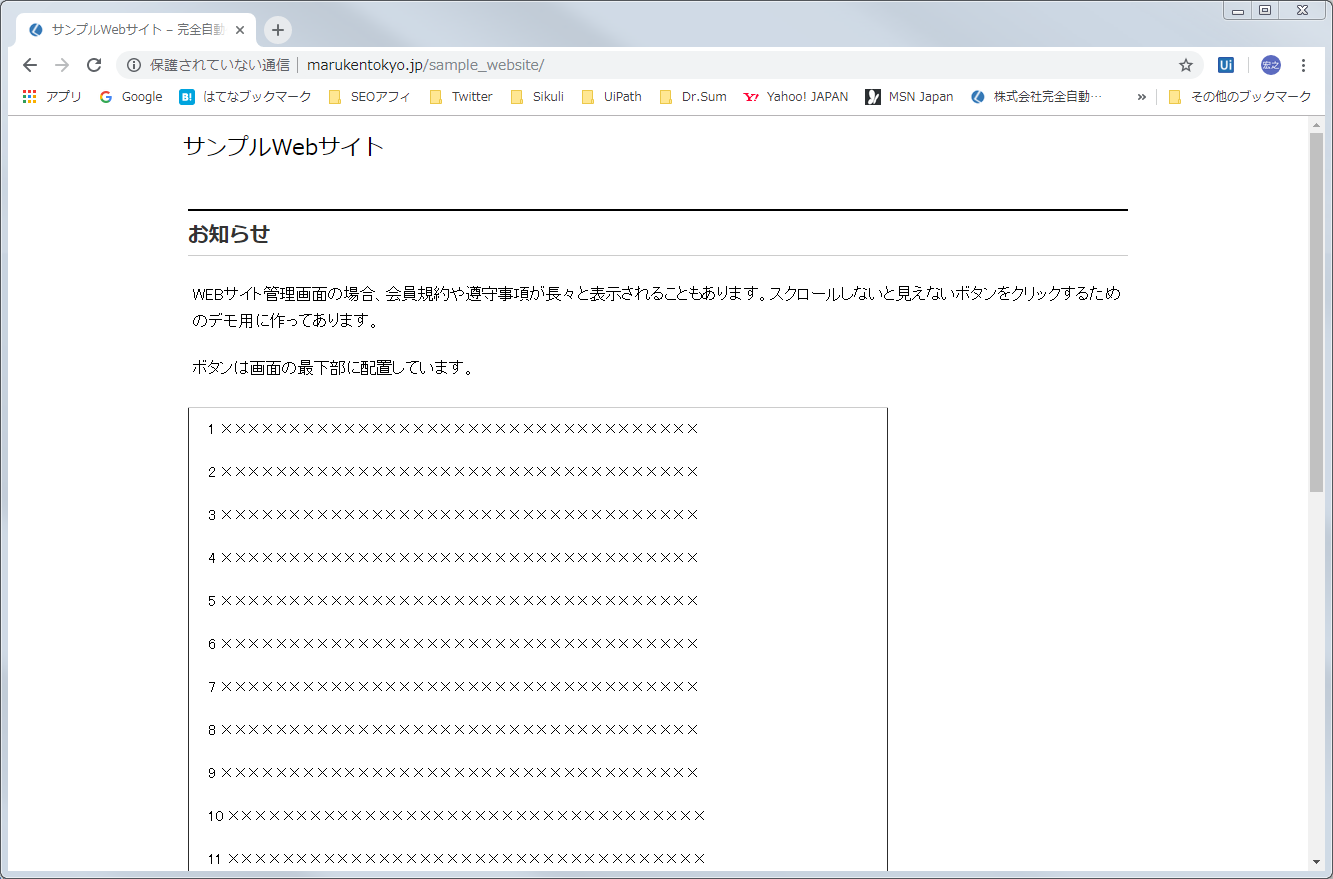 サンプルWebサイト – 完全自動
保護されていない通信 | marukentokyo.jp/sample_website/
Ui
宏之
アプリ Google B! はてなブックマーク SEOアフィ Twitter Sikuli UiPath Dr.Sum Y! Yahoo! JAPAN MSN Japan 株式会社完全自動… » その他のブックマーク
サンプルWebサイト
お知らせ
WEBサイト管理画面の場合、会員規約や遵守事項が長々と表示されることもあります。スクロールしないと見えないボタンをクリックするため
のデモ用に作ってあります。
ボタンは画面の最下部に配置しています。
1 ×××××××××××××××××××××××××××××××××××
2 ×××××××××××××××××××××××××××××××××××
3 ×××××××××××××××××××××××××××××××××××
4 ×××××××××××××××××××××××××××××××××××
5 ×××××××××××××××××××××××××××××××××××
6 ×××××××××××××××××××××××××××××××××××
7 ×××××××××××××××××××××××××××××××××××
8 ×××××××××××××××××××××××××××××××××××
9 ×××××××××××××××××××××××××××××××××××
10 ×××××××××××××××××××××××××××××××××××
11 ×××××××××××××××××××××××××××××××××××